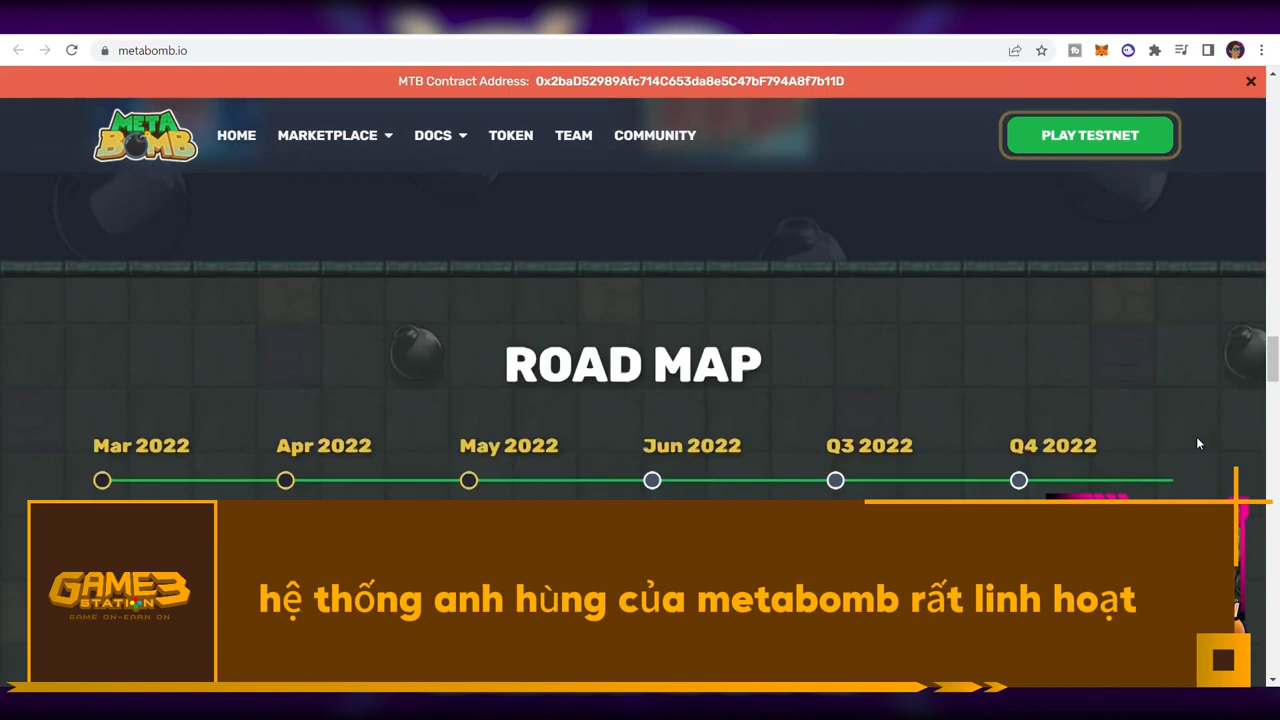 metabomb.io
MTB Contract Address: 0x2baD52989Afc714C653da8e5C47bF794A8f7b11D
META
BOMB
HOME MARKETPLACE DOCS TOKEN TEAM COMMUNITY
PLAY TESTNET
ROAD MAP
Mar 2022 Apr 2022 May 2022 Jun 2022 Q3 2022 Q4 2022
GAME3
STATION
GAME ON-EARN ON
hệ thống anh hùng của metabomb rất linh hoạt